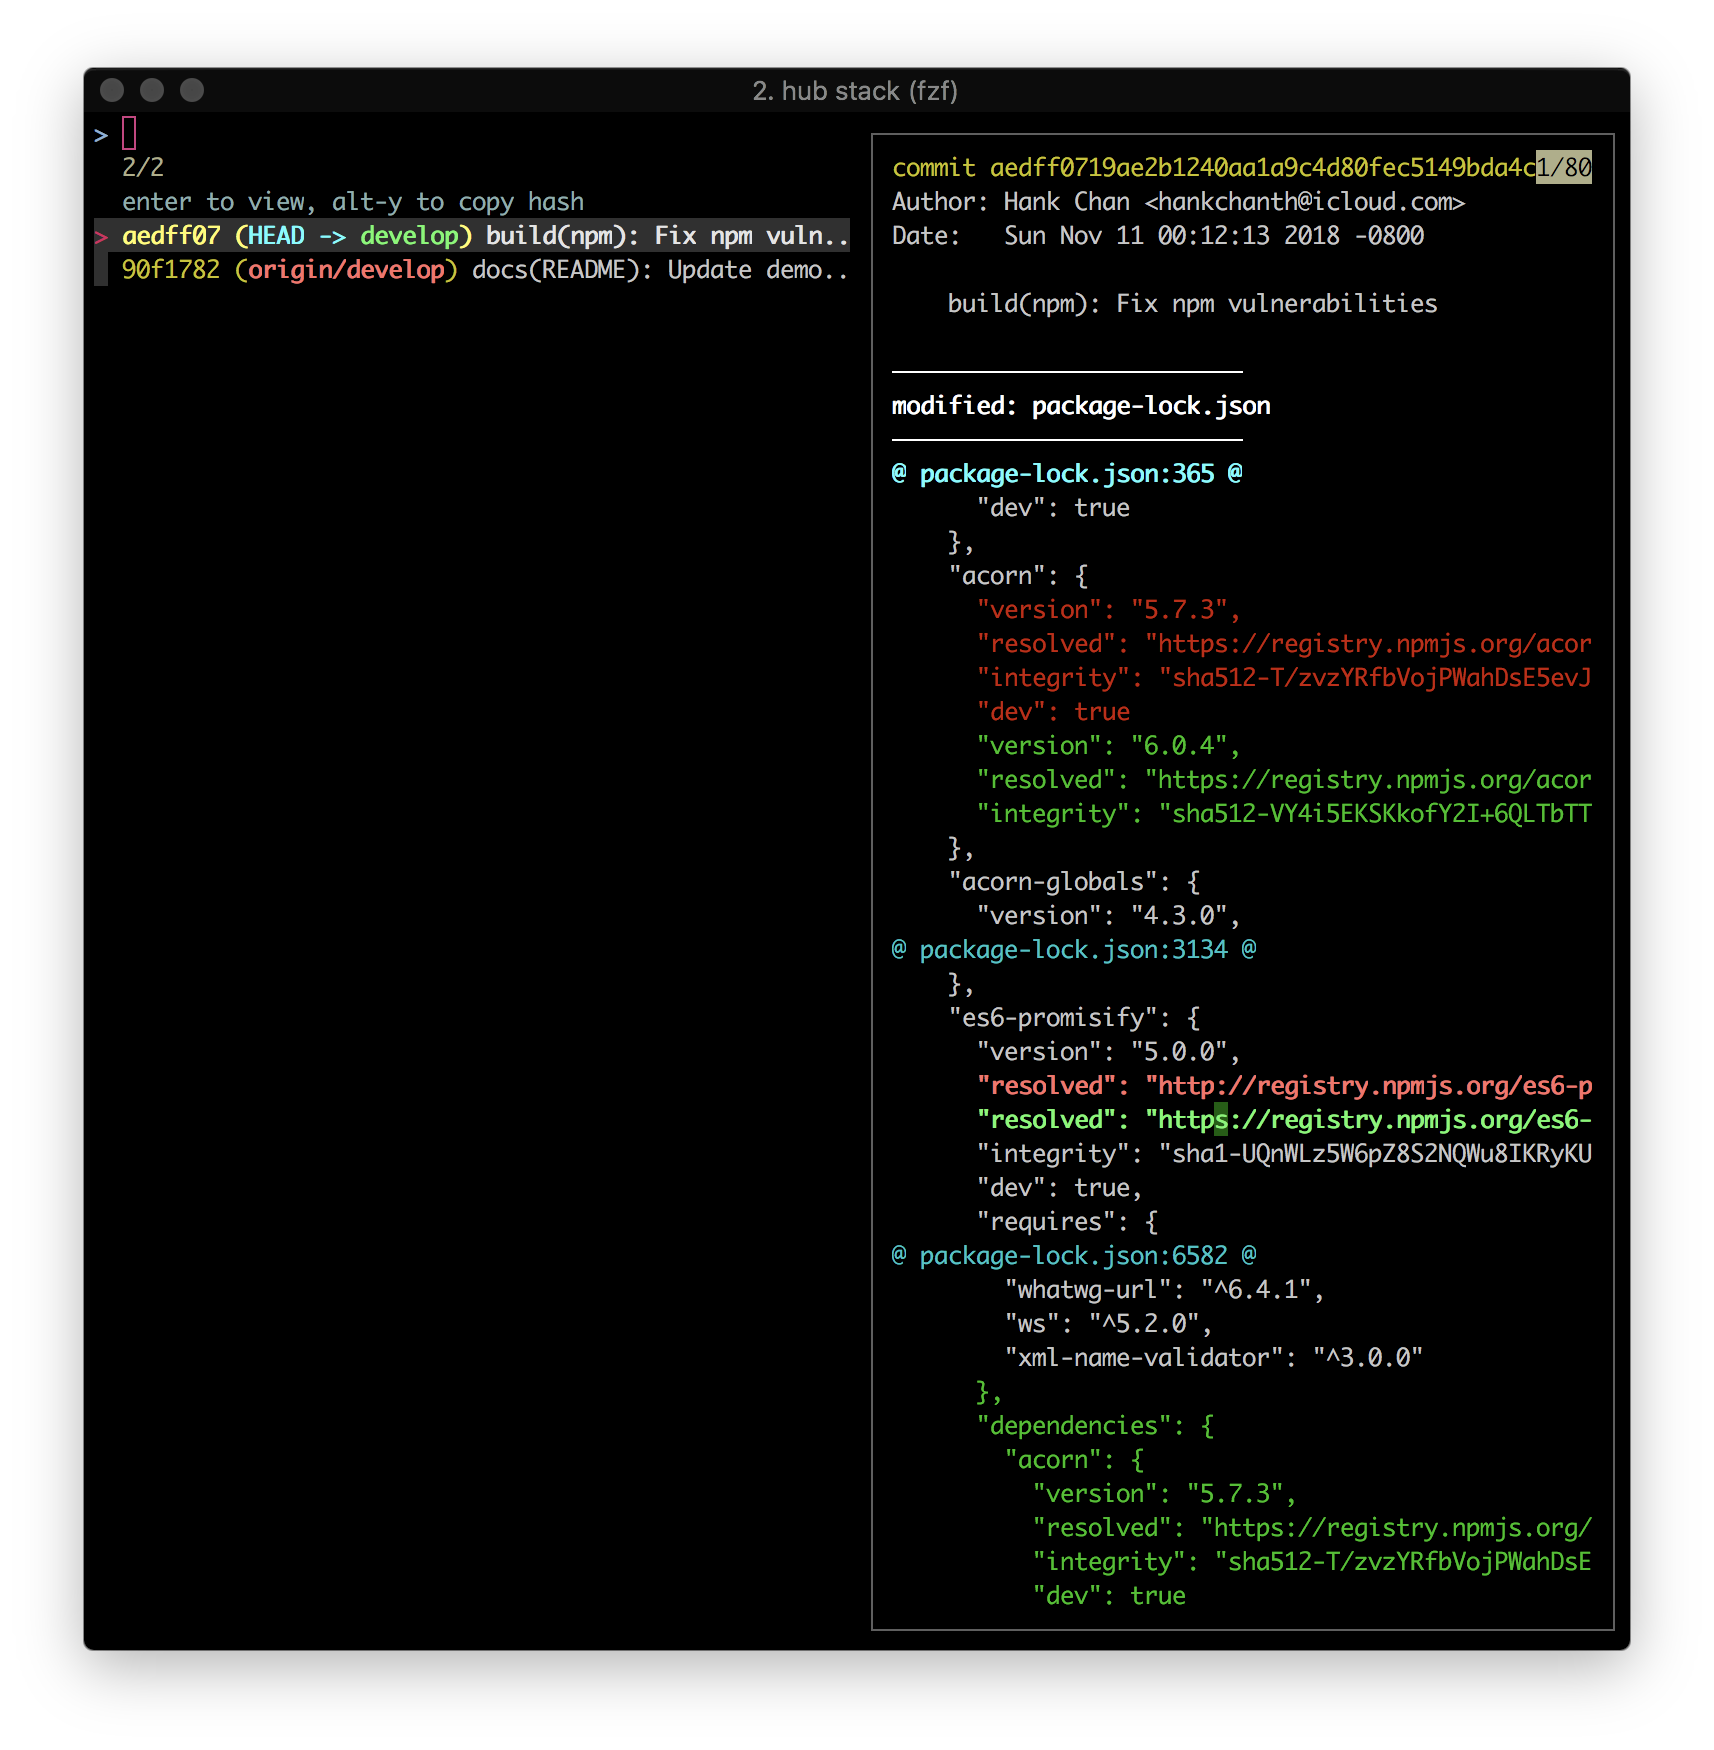 2. hub stack (fzf)
>
2/2
enter to view, alt-y to copy hash
> aedff07 (HEAD -> develop) build(npm): Fix npm vuln..
90f1782 (origin/develop) docs(README): Update demo..
commit aedff0719ae2b1240aa1a9c4d80fec5149bda4c1/80
Author: Hank Chan <hankchanth@icloud.com>
Date:   Sun Nov 11 00:12:13 2018 -0800
build(npm): Fix npm vulnerabilities
modified: package-lock.json
@ package-lock.json:365 @
"dev": true
},
"acorn": {
"version": "5.7.3",
"resolved": "https://registry.npmjs.org/acor
"integrity": "sha512-T/zvzYRfbVojPWahDsE5evJ
"dev": true
"version": "6.0.4",
"resolved": "https://registry.npmjs.org/acor
"integrity": "sha512-VY4i5EKSKkofY2I+6QLTbTT
},
"acorn-globals": {
"version": "4.3.0",
@ package-lock.json:3134 @
},
"es6-promisify": {
"version": "5.0.0",
"resolved": "http://registry.npmjs.org/es6-p
"resolved": "https://registry.npmjs.org/es6-
"integrity": "sha1-UQnWLz5W6pZ8S2NQWu8IKRyKU
"dev": true,
"requires": {
@ package-lock.json:6582 @
"whatwg-url": "^6.4.1",
"ws": "^5.2.0",
"xml-name-validator": "^3.0.0"
},
"dependencies": {
"acorn": {
"version": "5.7.3",
"resolved": "https://registry.npmjs.org/
"integrity": "sha512-T/zvzYRfbVojPWahDsE
"dev": true